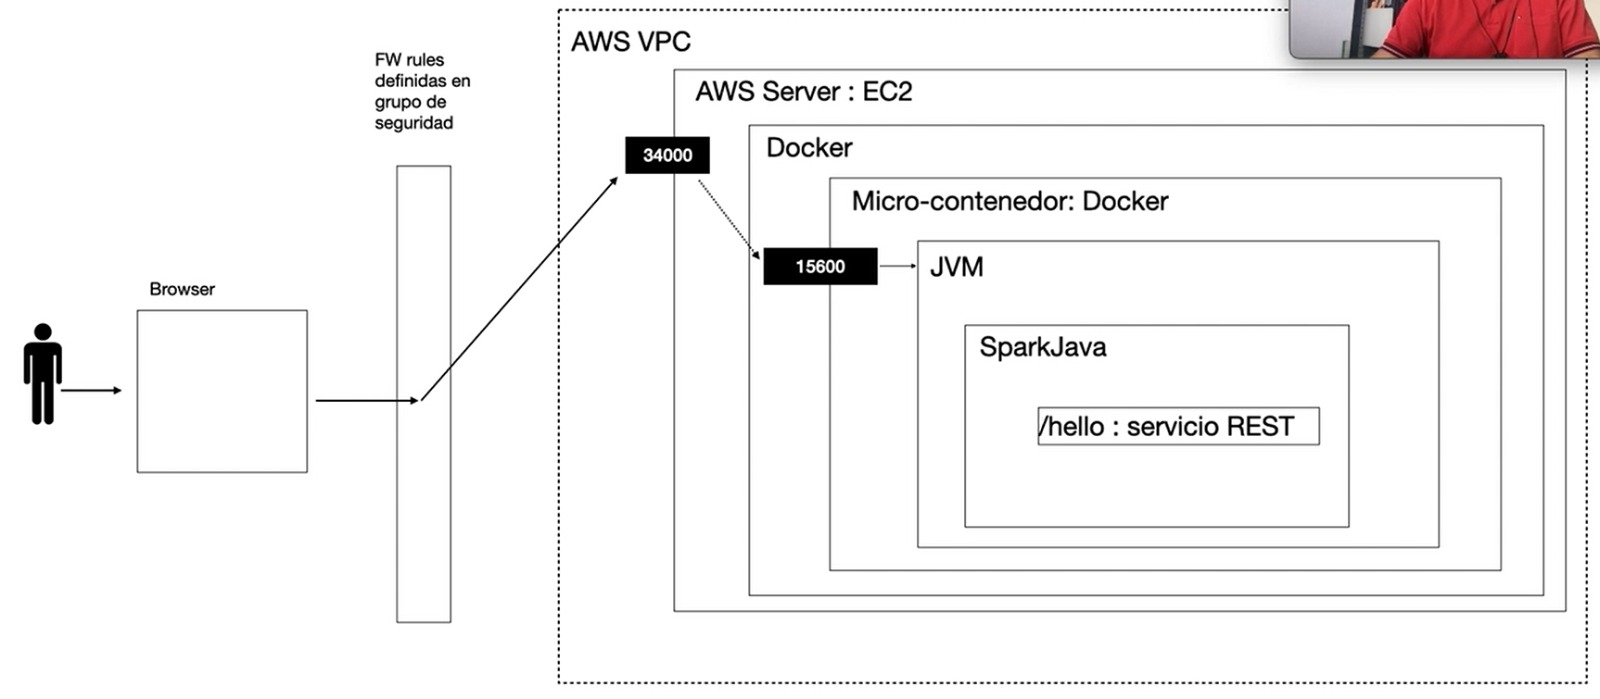 AWS VPC
FW rules
definidas en
grupo de
seguridad
AWS Server : EC2
34000
Docker
Micro-contenedor: Docker
15600
JVM
Browser
SparkJava
/hello : servicio REST